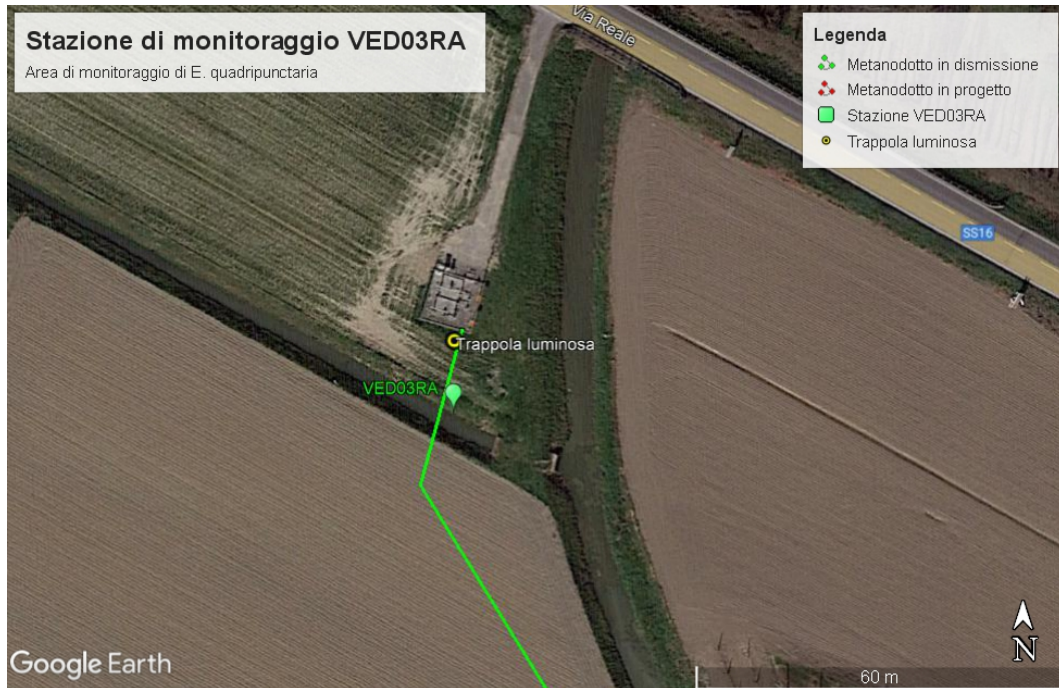 Stazione di monitoraggio VED03RA
Area di monitoraggio di E. quadripunctaria
Via Reale
Legenda
Metanodotto in dismissione
Metanodotto in progetto
Stazione VED03RA
Trappola luminosa
SS16
Trappola luminosa
VED03RA
N
Google Earth
60 m